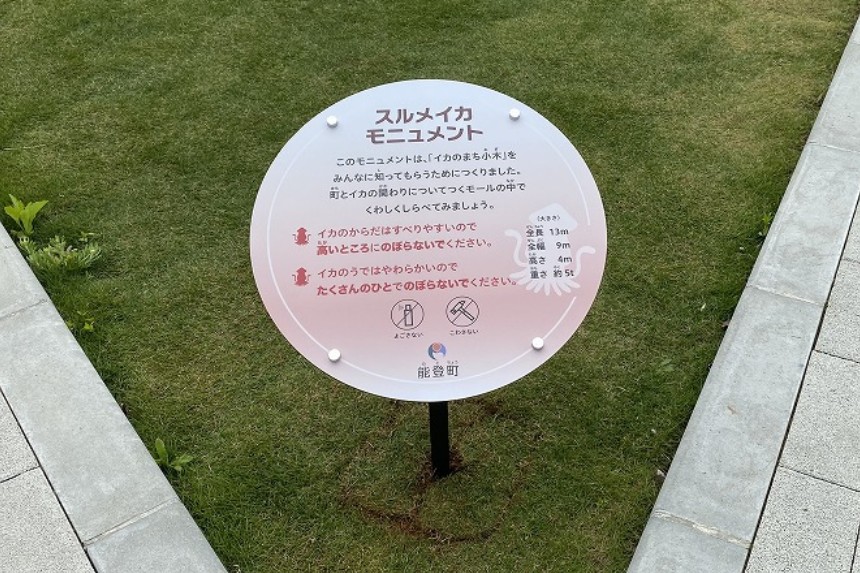 スルメイカ
モニュメント
このモニュメントは、「イカのまち小木」を
みんなに知ってもらうためにつくりました。
町とイカの関わりについてつくモールの中で
くわしくしらべてみましょう。
イカのからだはすべりやすいので
高いところにのぼらないでください。
イカのうではやわらかいので
たくさんのひとでのぼらないでください。
〈大きさ〉
全長 13m
全幅 9m
高さ 4m
重さ 約5t
よごさない
こわさない
能登町